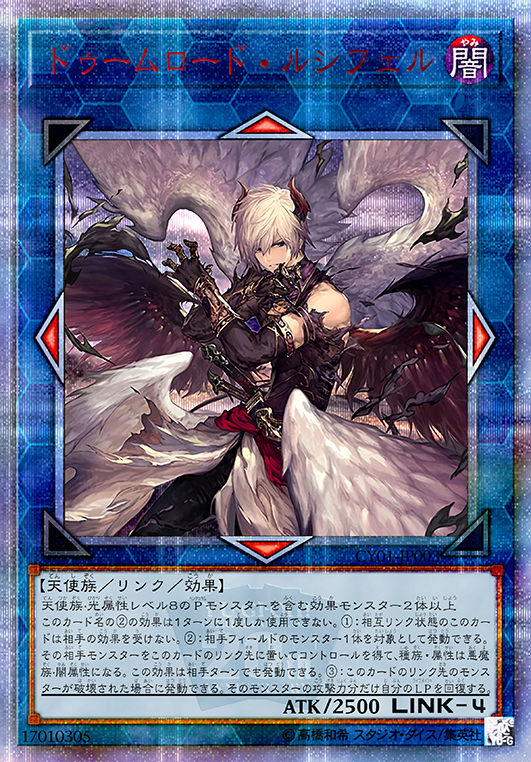 ドゥームロード・ルシフェル
やみ
闇
CY01-JP003
【天使族／リンク／効果】
天使族・光属性レベル8のPモンスターを含む効果モンスター2体以上
このカード名の②の効果は1ターンに1度しか使用できない。①：相互リンク状態のこのカー
ドは相手の効果を受けない。②：相手フィールドのモンスター1体を対象として発動できる。
その相手モンスターをこのカードのリンク先に置いてコントロールを得て、種族・属性は悪魔
族・闇属性になる。この効果は相手ターンでも発動できる。③：このカードのリンク先のモンス
ターが破壊された場合に発動できる。そのモンスターの攻撃力分だけ自分のLPを回復する。
ATK/2500 LINK-4
17010305
©高橋和希 スタジオ・ダイス/集英社